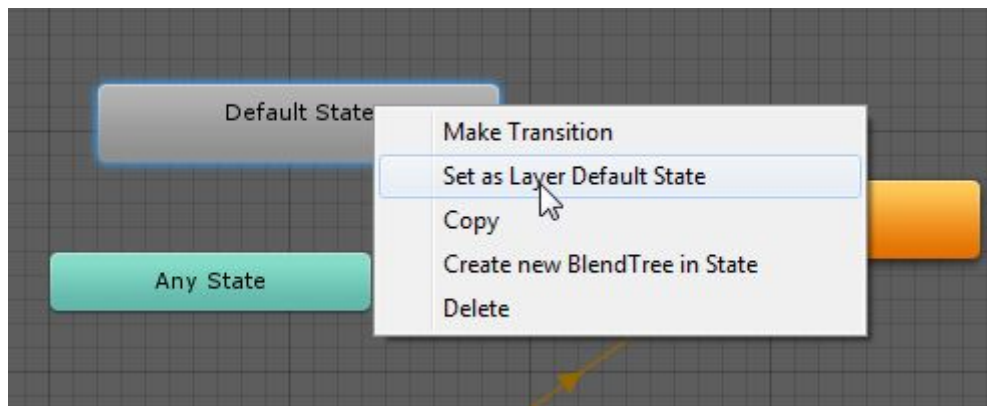 Default State
Make Transition
Set as Layer Default State
Copy
Create new BlendTree in State
Any State
Delete